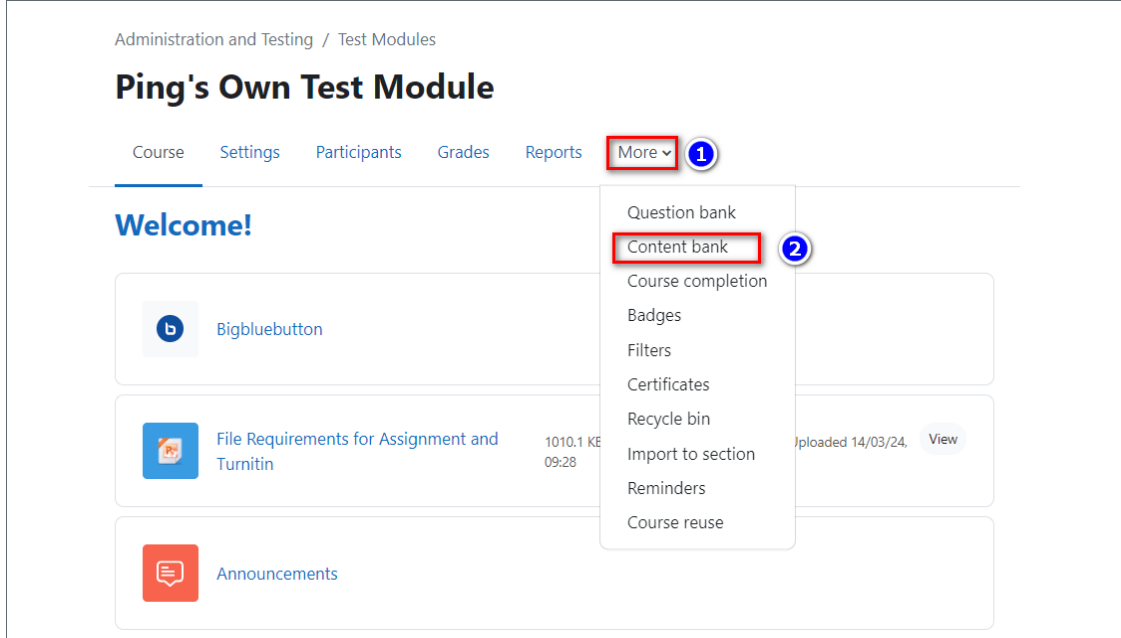 Administration and Testing / Test Modules
Ping's Own Test Module
Course Settings Participants Grades Reports More 1
Question bank
Content bank 2
Course completion
Badges
Filters
Certificates
Recycle bin
Import to section
Reminders
Course reuse
Welcome!
b
Bigbluebutton
File Requirements for Assignment and
Turnitin
1010.1 KB
09:28
Uploaded 14/03/24,
View
Announcements